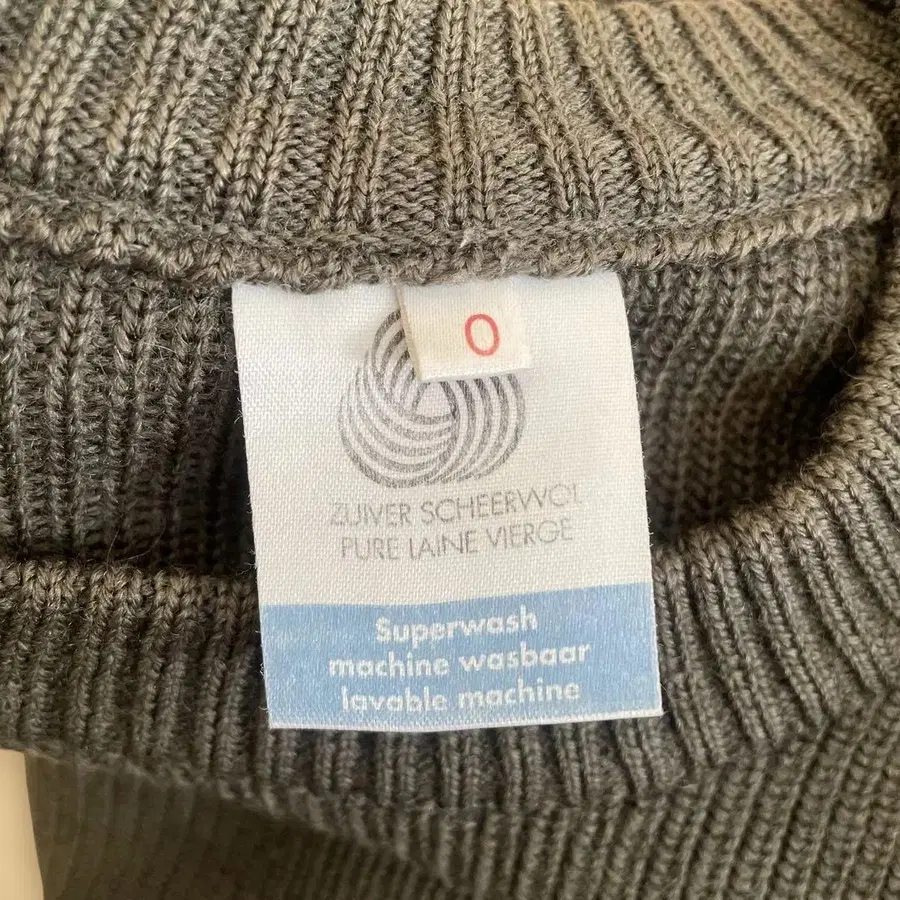 0
ZUIVER SCHEERWOL
PURE LAINE VIERGE
Superwash
machine wasbaar
lavable machine